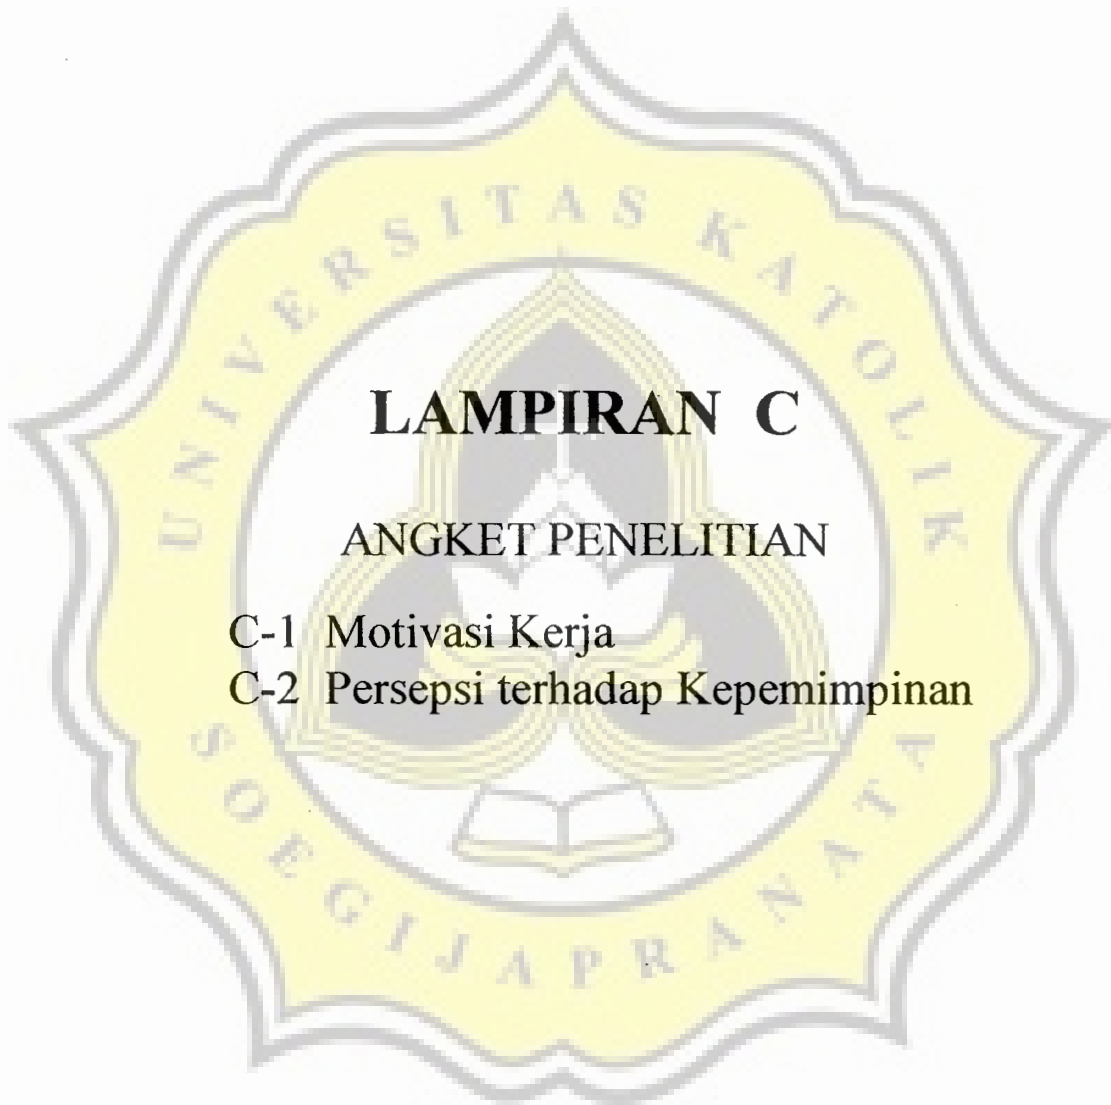 UNIVERSITAS KATOLIK
LAMPIRAN C
ANGKET PENELITIAN
C-1 Motivasi Kerja
C-2 Persepsi terhadap Kepemimpinan
SOEGIJAPRANATA